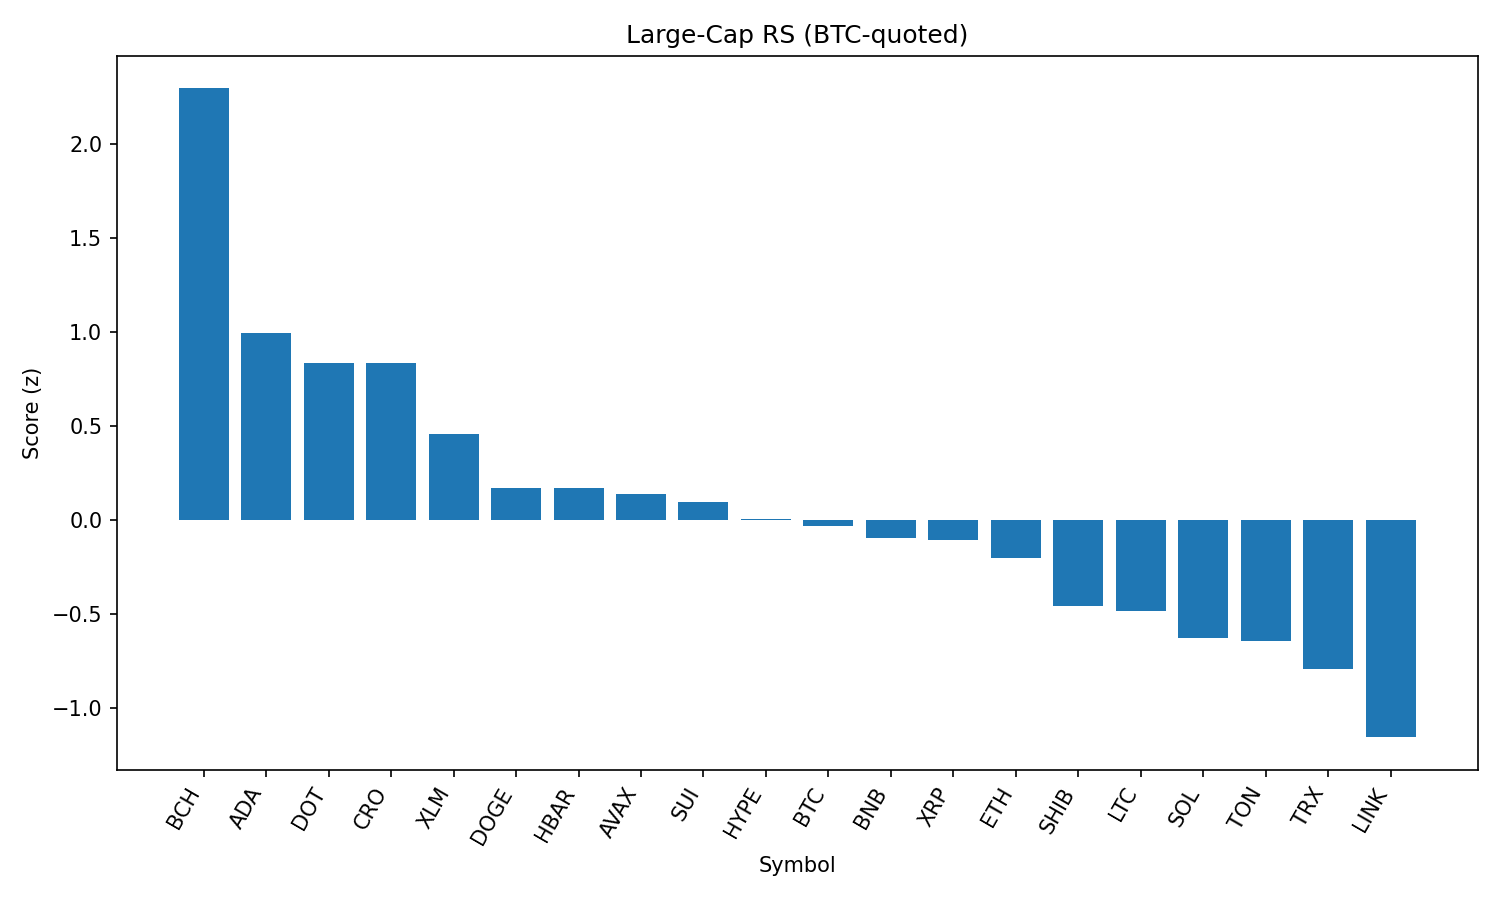 Large-Cap RS (BTC-quoted)
Score (z)
2.0
1.5
1.0
0.5
0.0
−0.5
−1.0
BCH
ADA
DOT
CRO
XLM
DOGE
HBAR
AVAX
SUI
HYPE
BTC
BNB
XRP
ETH
SHIB
LTC
SOL
TON
TRX
LINK
Symbol